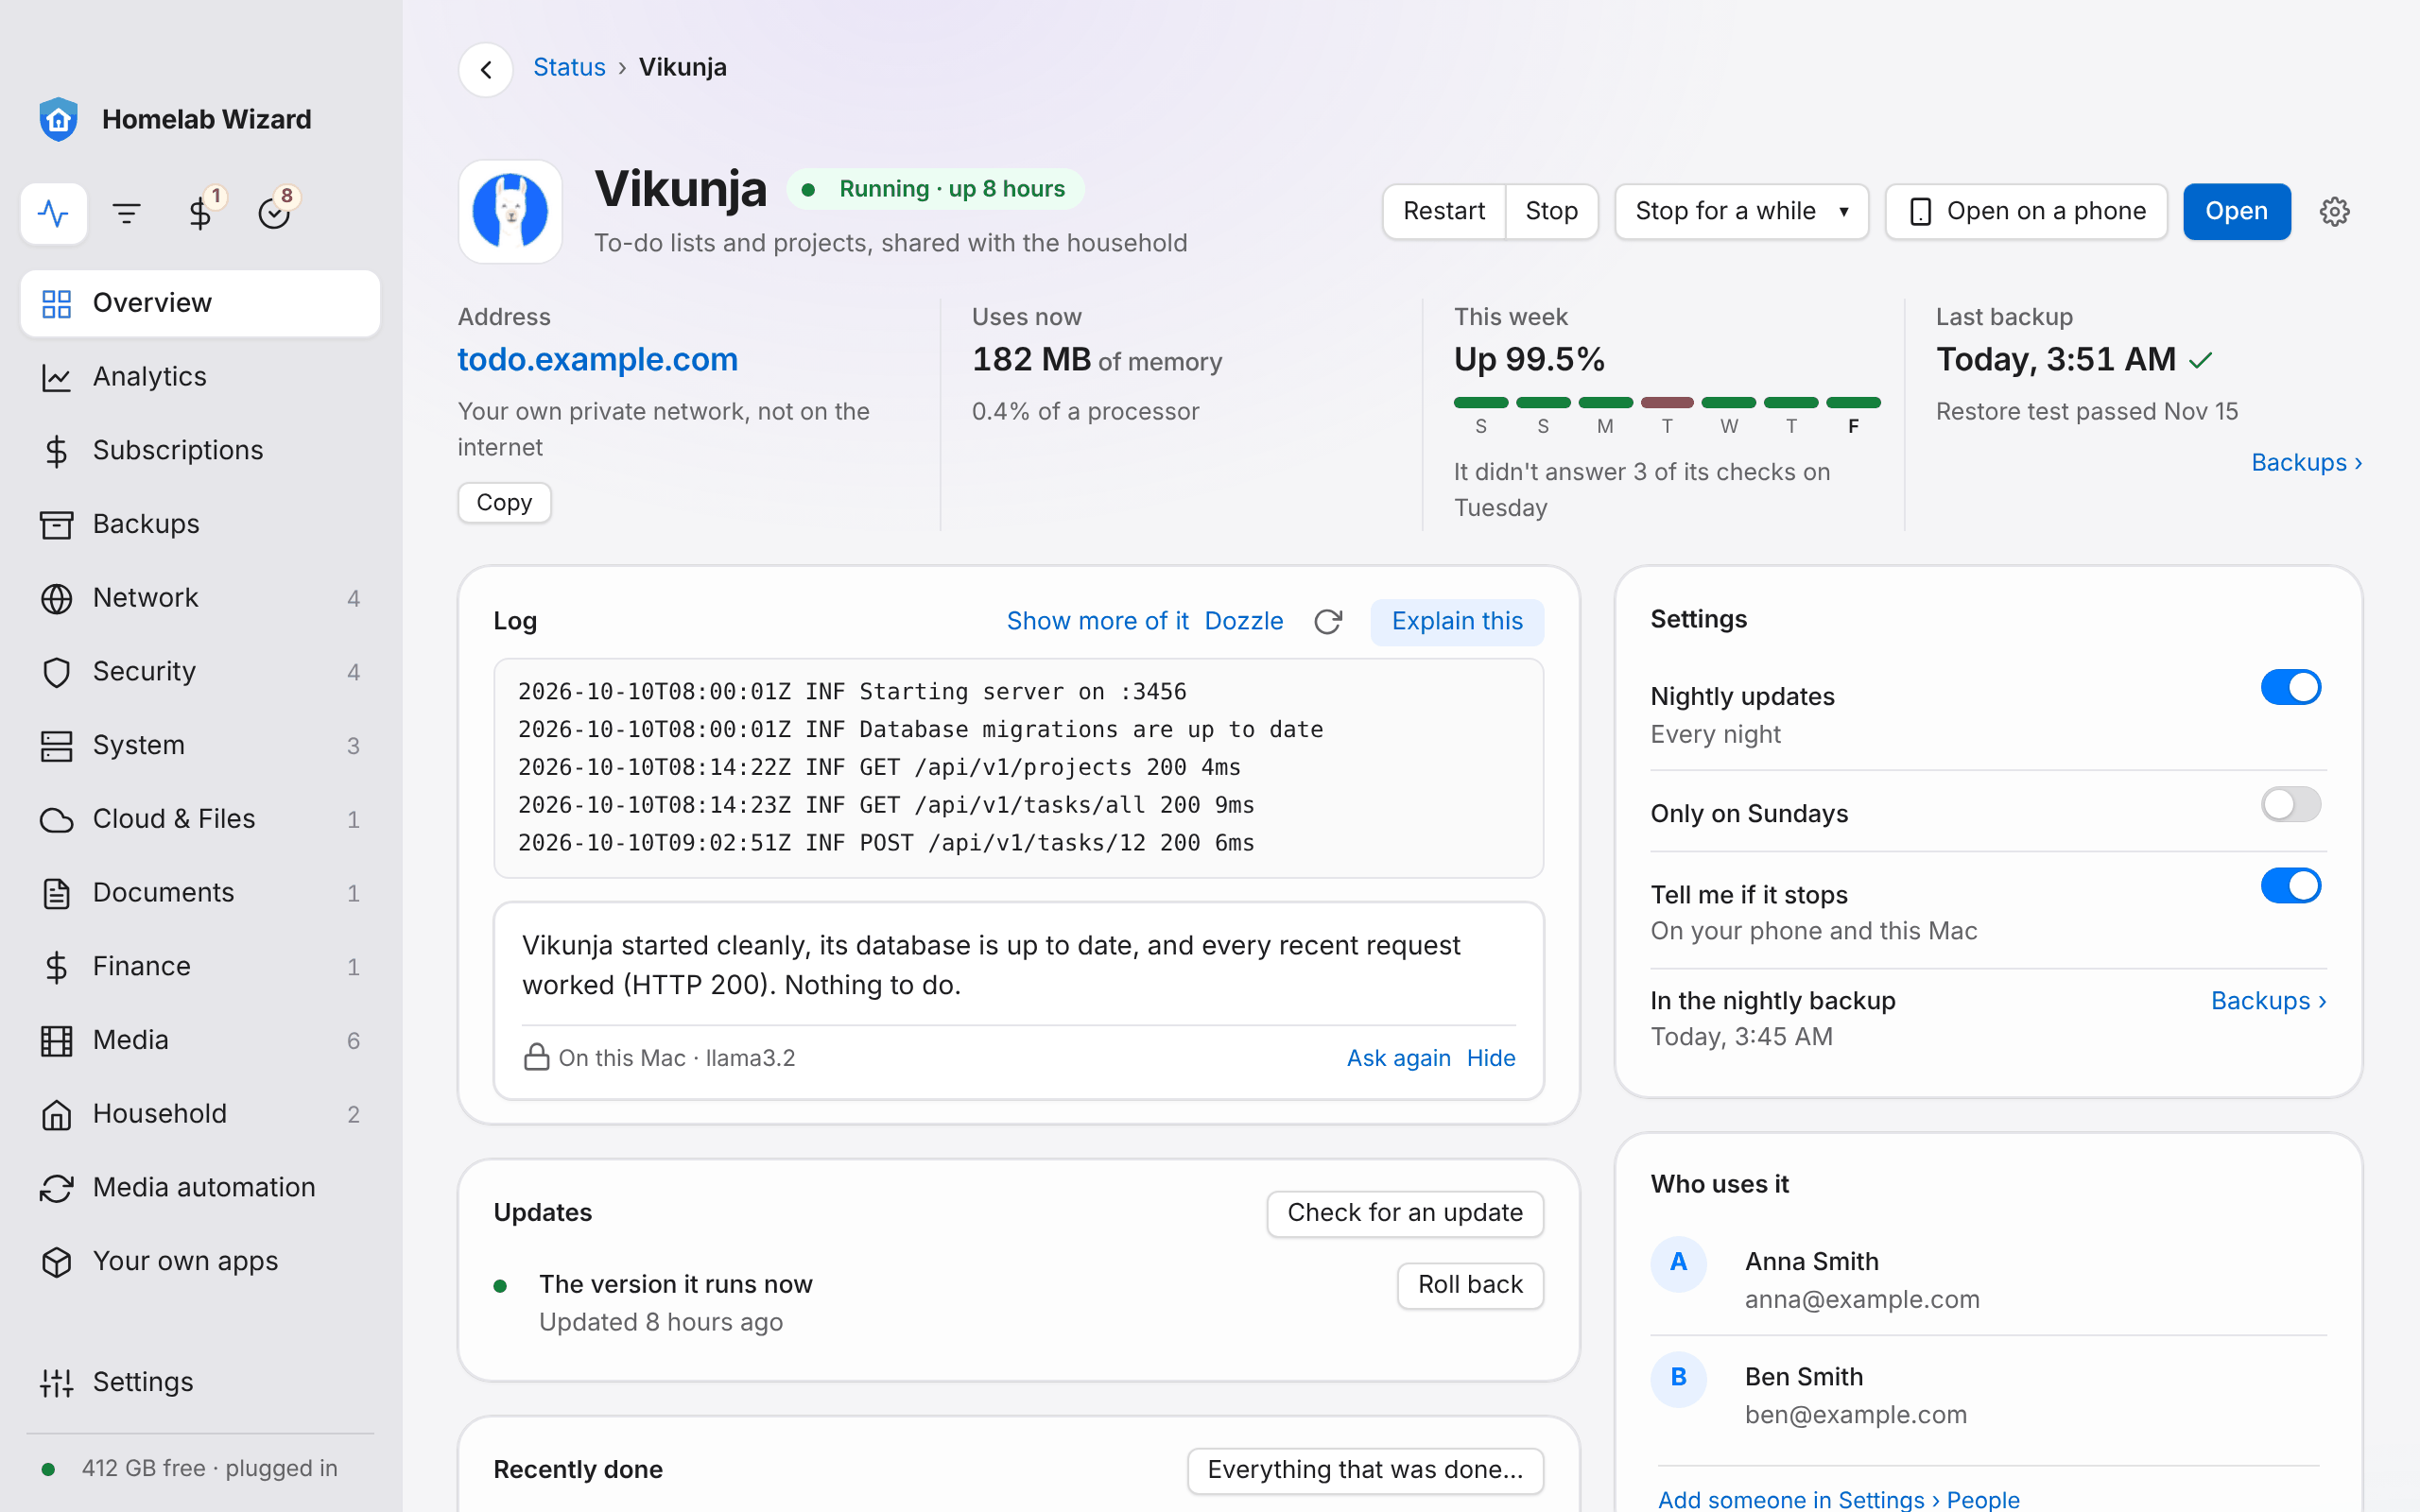 Homelab Wizard
1
8
Overview
Analytics
Subscriptions
Backups
Network 4
Security 4
System 3
Cloud & Files 1
Documents 1
Finance 1
Media 6
Household 2
Media automation
Your own apps
Settings
412 GB free · plugged in
Status › Vikunja
Vikunja
Running · up 8 hours
To-do lists and projects, shared with the household
Restart
Stop
Stop for a while ▾
Open on a phone
Open
Address
todo.example.com
Your own private network, not on the
internet
Copy
Uses now
182 MB of memory
0.4% of a processor
This week
Up 99.5%
S S M T W T F
It didn't answer 3 of its checks on
Tuesday
Last backup
Today, 3:51 AM
Restore test passed Nov 15
Backups ›
Log
Show more of it
Dozzle
Explain this
2026-10-10T08:00:01Z INF Starting server on :3456
2026-10-10T08:00:01Z INF Database migrations are up to date
2026-10-10T08:14:22Z INF GET /api/v1/projects 200 4ms
2026-10-10T08:14:23Z INF GET /api/v1/tasks/all 200 9ms
2026-10-10T09:02:51Z INF POST /api/v1/tasks/12 200 6ms
Vikunja started cleanly, its database is up to date, and every recent request
worked (HTTP 200). Nothing to do.
On this Mac · llama3.2
Ask again
Hide
Updates
Check for an update
The version it runs now
Updated 8 hours ago
Roll back
Recently done
Everything that was done...
Settings
Nightly updates
Every night
Only on Sundays
Tell me if it stops
On your phone and this Mac
In the nightly backup
Today, 3:45 AM
Backups ›
Who uses it
A
Anna Smith
anna@example.com
B
Ben Smith
ben@example.com
Add someone in Settings › People